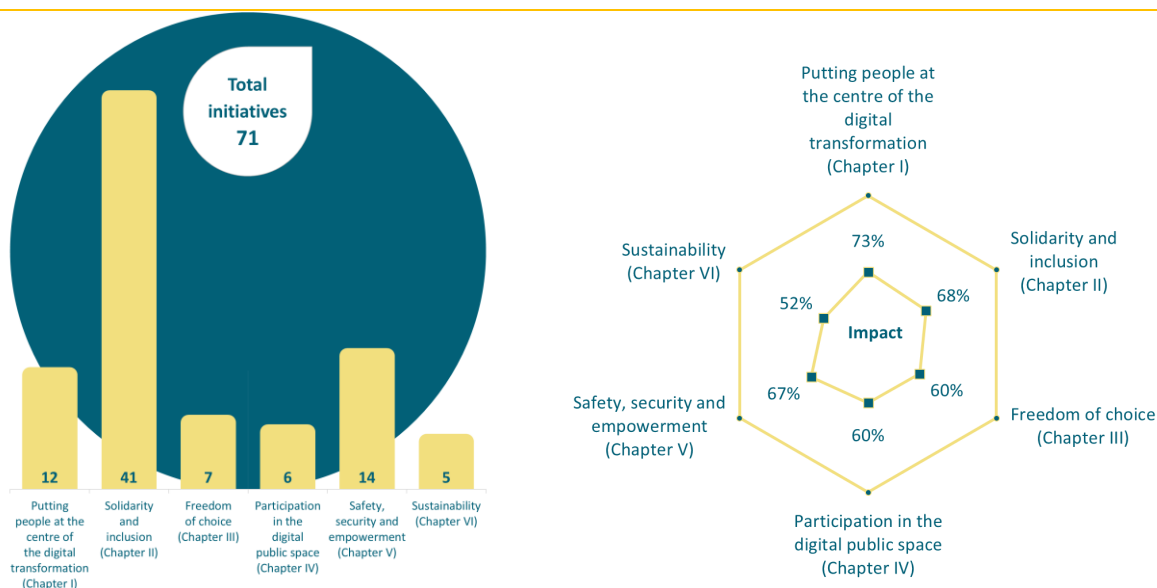 Total
initiatives
71
12
41
7
6
14
5
Putting
people at the
centre of
the digital
transformation
(Chapter I)
Solidarity
and
inclusion
(Chapter II)
Freedom
of choice
(Chapter III)
Participation
in the
digital
public space
(Chapter IV)
Safety,
security and
empowerment
(Chapter V)
Sustainability
(Chapter VI)
Putting people at
the centre of the
digital
transformation
(Chapter I)
73%
Sustainability
(Chapter VI)
Solidarity and
inclusion
(Chapter II)
52%
68%
Impact
67%
60%
Safety, security and
empowerment
(Chapter V)
Freedom of choice
(Chapter III)
60%
Participation in the
digital public space
(Chapter IV)